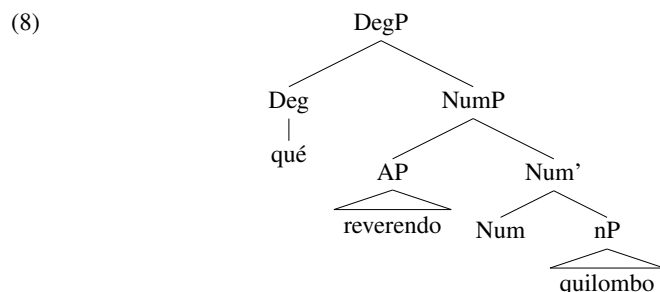 (8) DegP
Deg NumP
qué
AP Num’
reverendo Num nP
quilombo